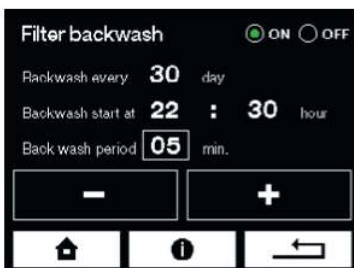 Filter backwash ON OFF
Backwash every 30 day
Backwash start at 22 : 30 hour
Back wash period 05 min.
- +
i